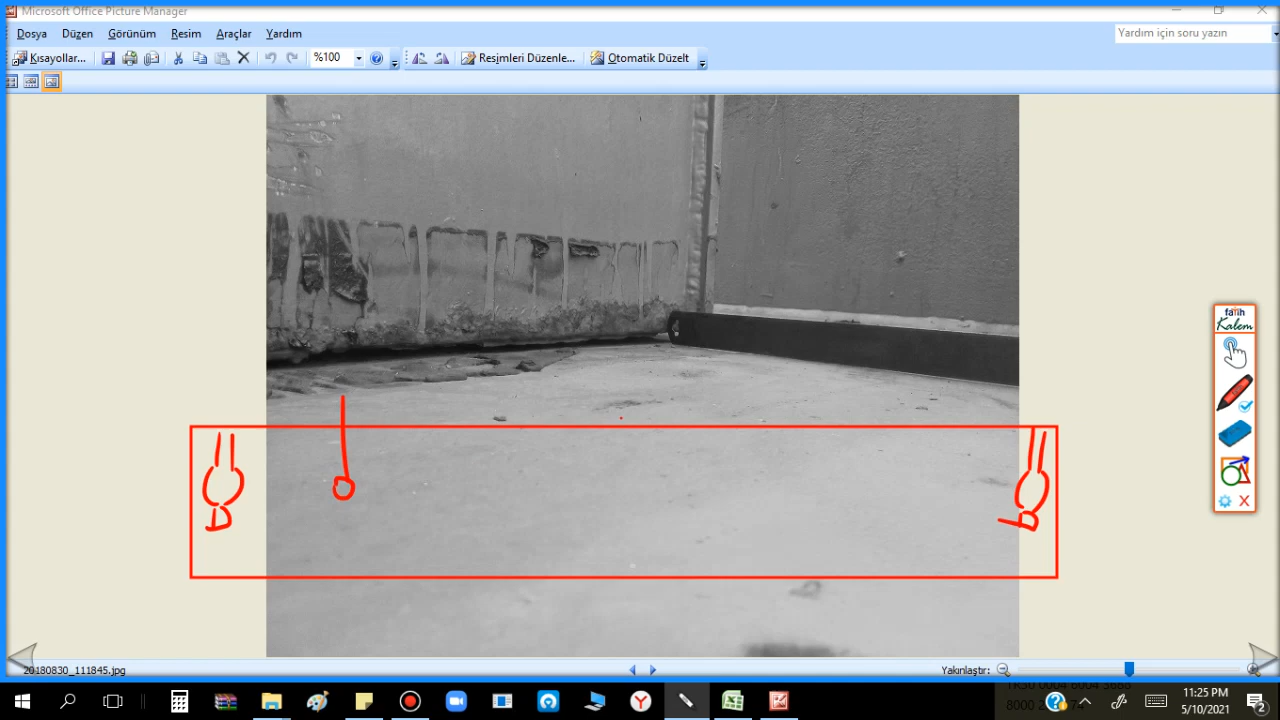 Microsoft Office Picture Manager
Dosya Düzen Görünüm Resim Araçlar Yardım
Yardım için soru yazın
Kısayollar... %100 Resimleri Düzenle... Otomatik Düzelt
fatih
Kalem
20180830_111845.jpg
Yakınlaştır:
11:25 PM
5/10/2021
2